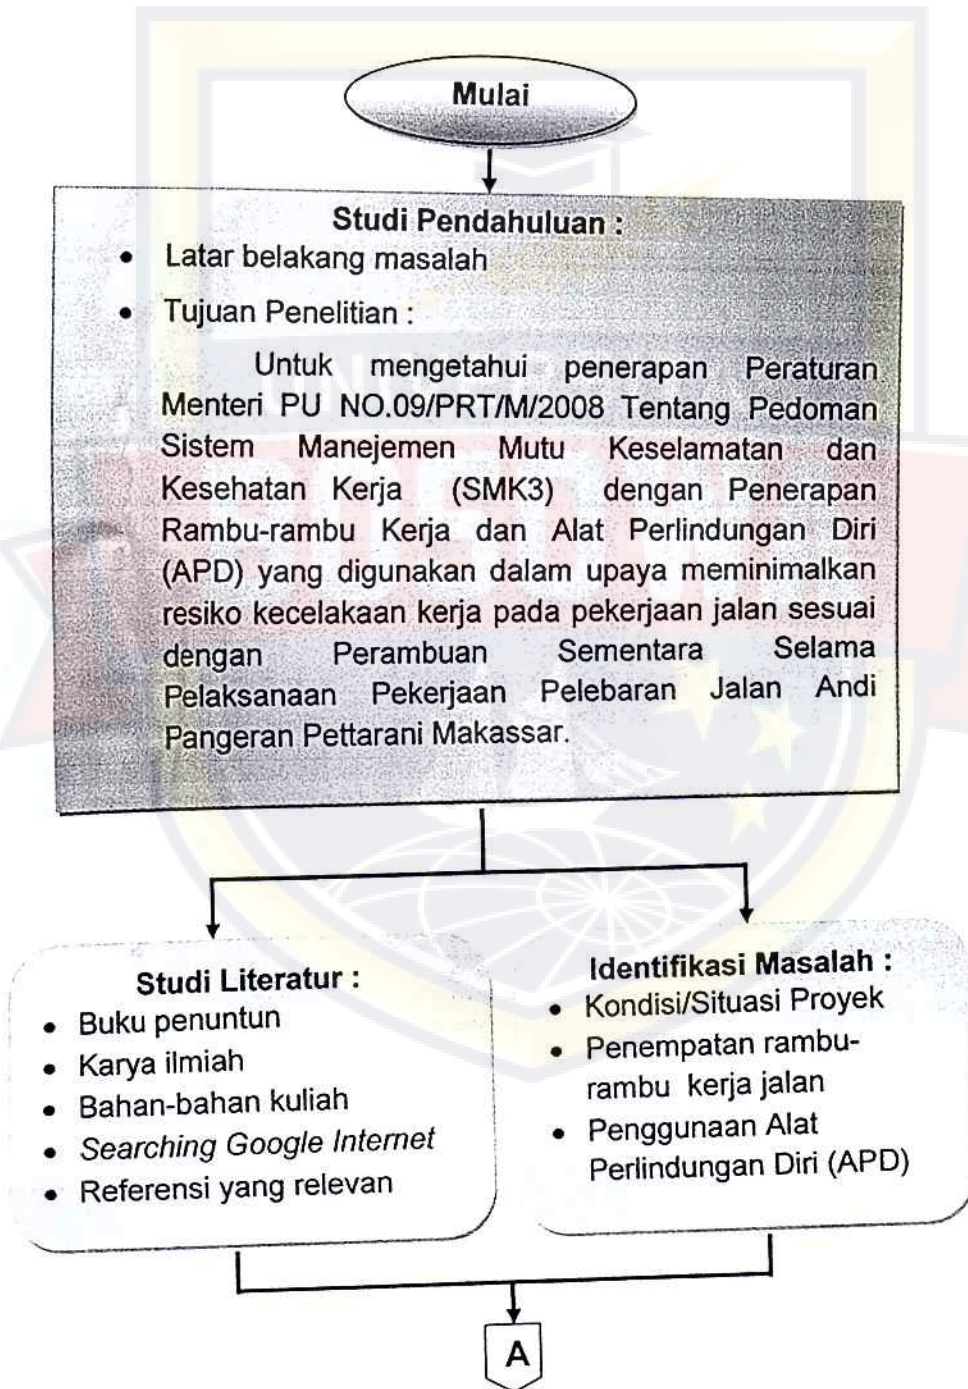 Mulai
Studi Pendahuluan :
• Latar belakang masalah
• Tujuan Penelitian :
Untuk mengetahui penerapan Peraturan
Menteri PU NO.09/PRT/M/2008 Tentang Pedoman
Sistem Manejemen Mutu Keselamatan dan
Kesehatan Kerja (SMK3) dengan Penerapan
Rambu-rambu Kerja dan Alat Perlindungan Diri
(APD) yang digunakan dalam upaya meminimalkan
resiko kecelakaan kerja pada pekerjaan jalan sesuai
dengan Perambuan Sementara Selama
Pelaksanaan Pekerjaan Pelebaran Jalan Andi
Pangeran Pettarani Makassar.
Studi Literatur :
• Buku penuntun
• Karya ilmiah
• Bahan-bahan kuliah
• Searching Google Internet
• Referensi yang relevan
Identifikasi Masalah :
• Kondisi/Situasi Proyek
• Penempatan rambu-
rambu kerja jalan
• Penggunaan Alat
Perlindungan Diri (APD)
A
UNIVERSITAS
BOSOWA